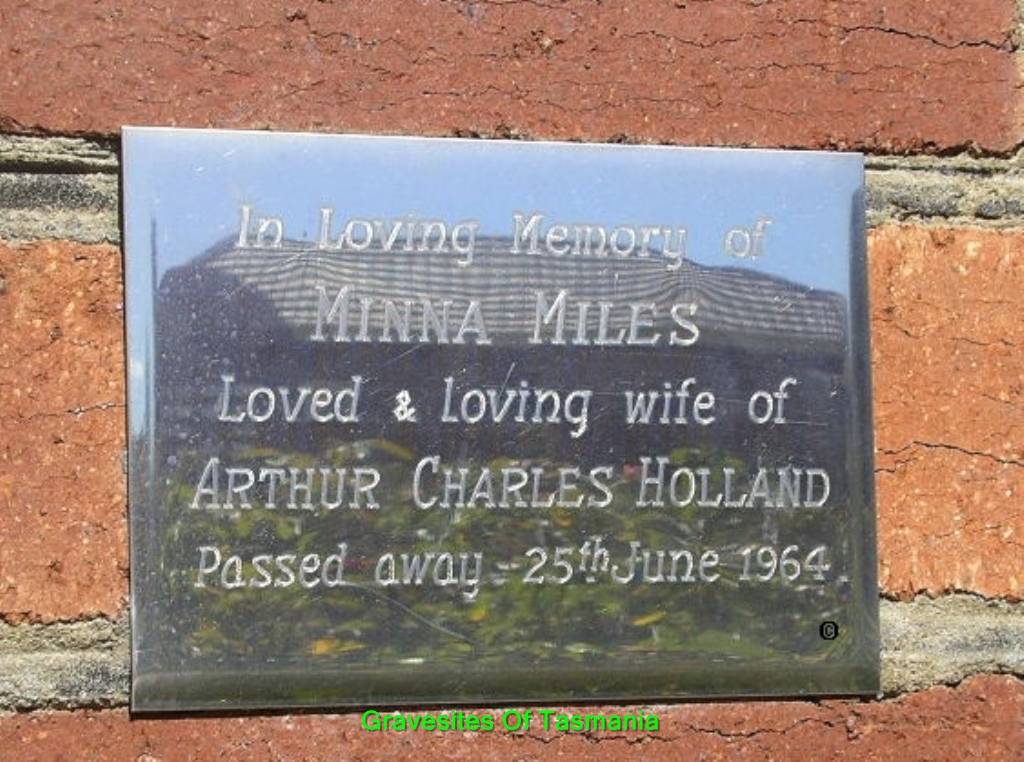 In Loving Memory of
MINNA MILES
Loved & loving wife of
ARTHUR CHARLES HOLLAND
Passed away - 25th June 1964.
©
Gravesites Of Tasmania